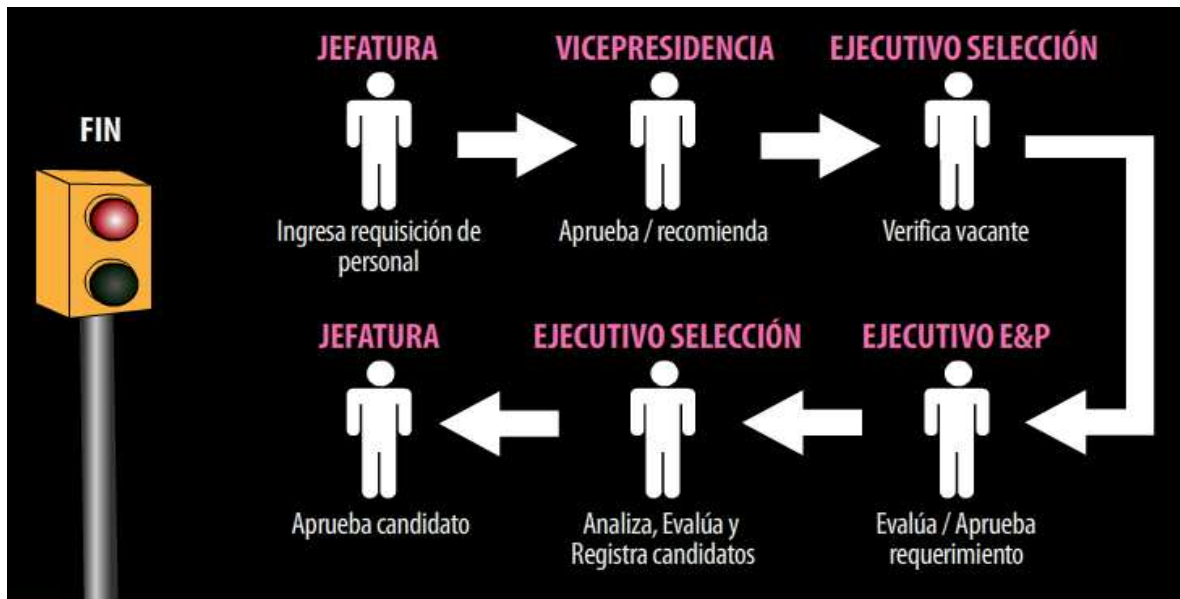 FIN
JEFATURA
Ingresa requisición de
personal
VICEPRESIDENCIA
Aprueba / recomienda
EJECUTIVO SELECCIÓN
Verifica vacante
EJECUTIVO E&P
Evalúa / Aprueba
requerimiento
EJECUTIVO SELECCIÓN
Analiza, Evalúa y
Registra candidatos
JEFATURA
Aprueba candidato